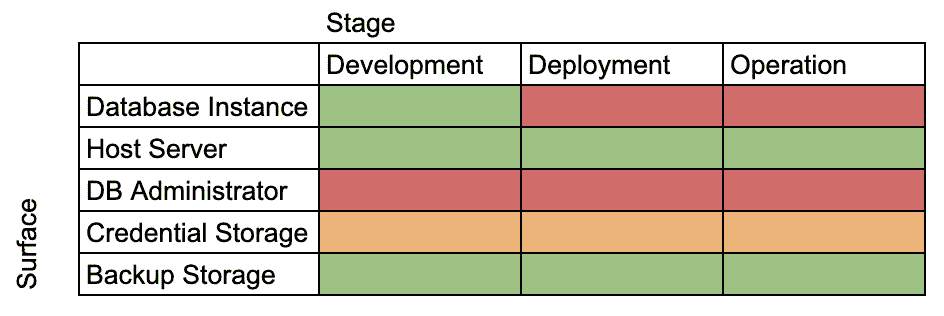 Stage
Development Deployment Operation
Database Instance
Host Server
DB Administrator
Credential Storage
Backup Storage
Surface